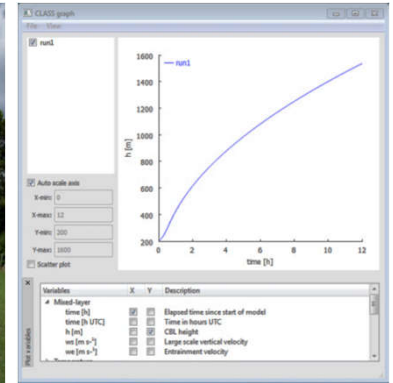 CLASS graph
File View
run1
1600
run1
1400
1200
1000
h [m]
800
600
400
200
0 2 4 6 8 10 12
time [h]
Auto scale axis
X-min: 0
X-max: 12
Y-min: 200
Y-max: 1600
Scatter plot
Plot variables
Variables X Y Description
Mixed-layer
time [h] Elapsed time since start of model
time [h UTC] Time in hours UTC
h [m] CBL height
ws [m s-1] Large scale vertical velocity
we [m s-1] Entrainment velocity